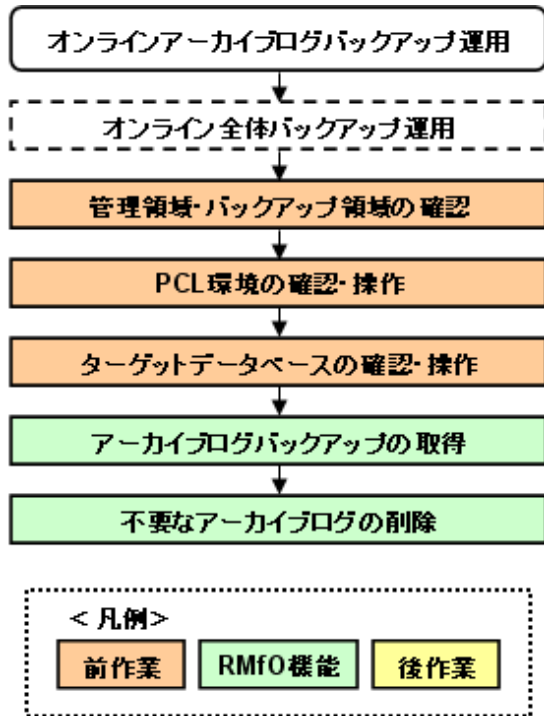 オンラインアーカイブログバックアップ運用
オンライン全体バックアップ運用
管理領域・バックアップ領域の確認
PCL環境の確認・操作
ターゲットデータベースの確認・操作
アーカイブログバックアップの取得
不要なアーカイブログの削除
＜凡例＞
前作業
RMfO機能
後作業